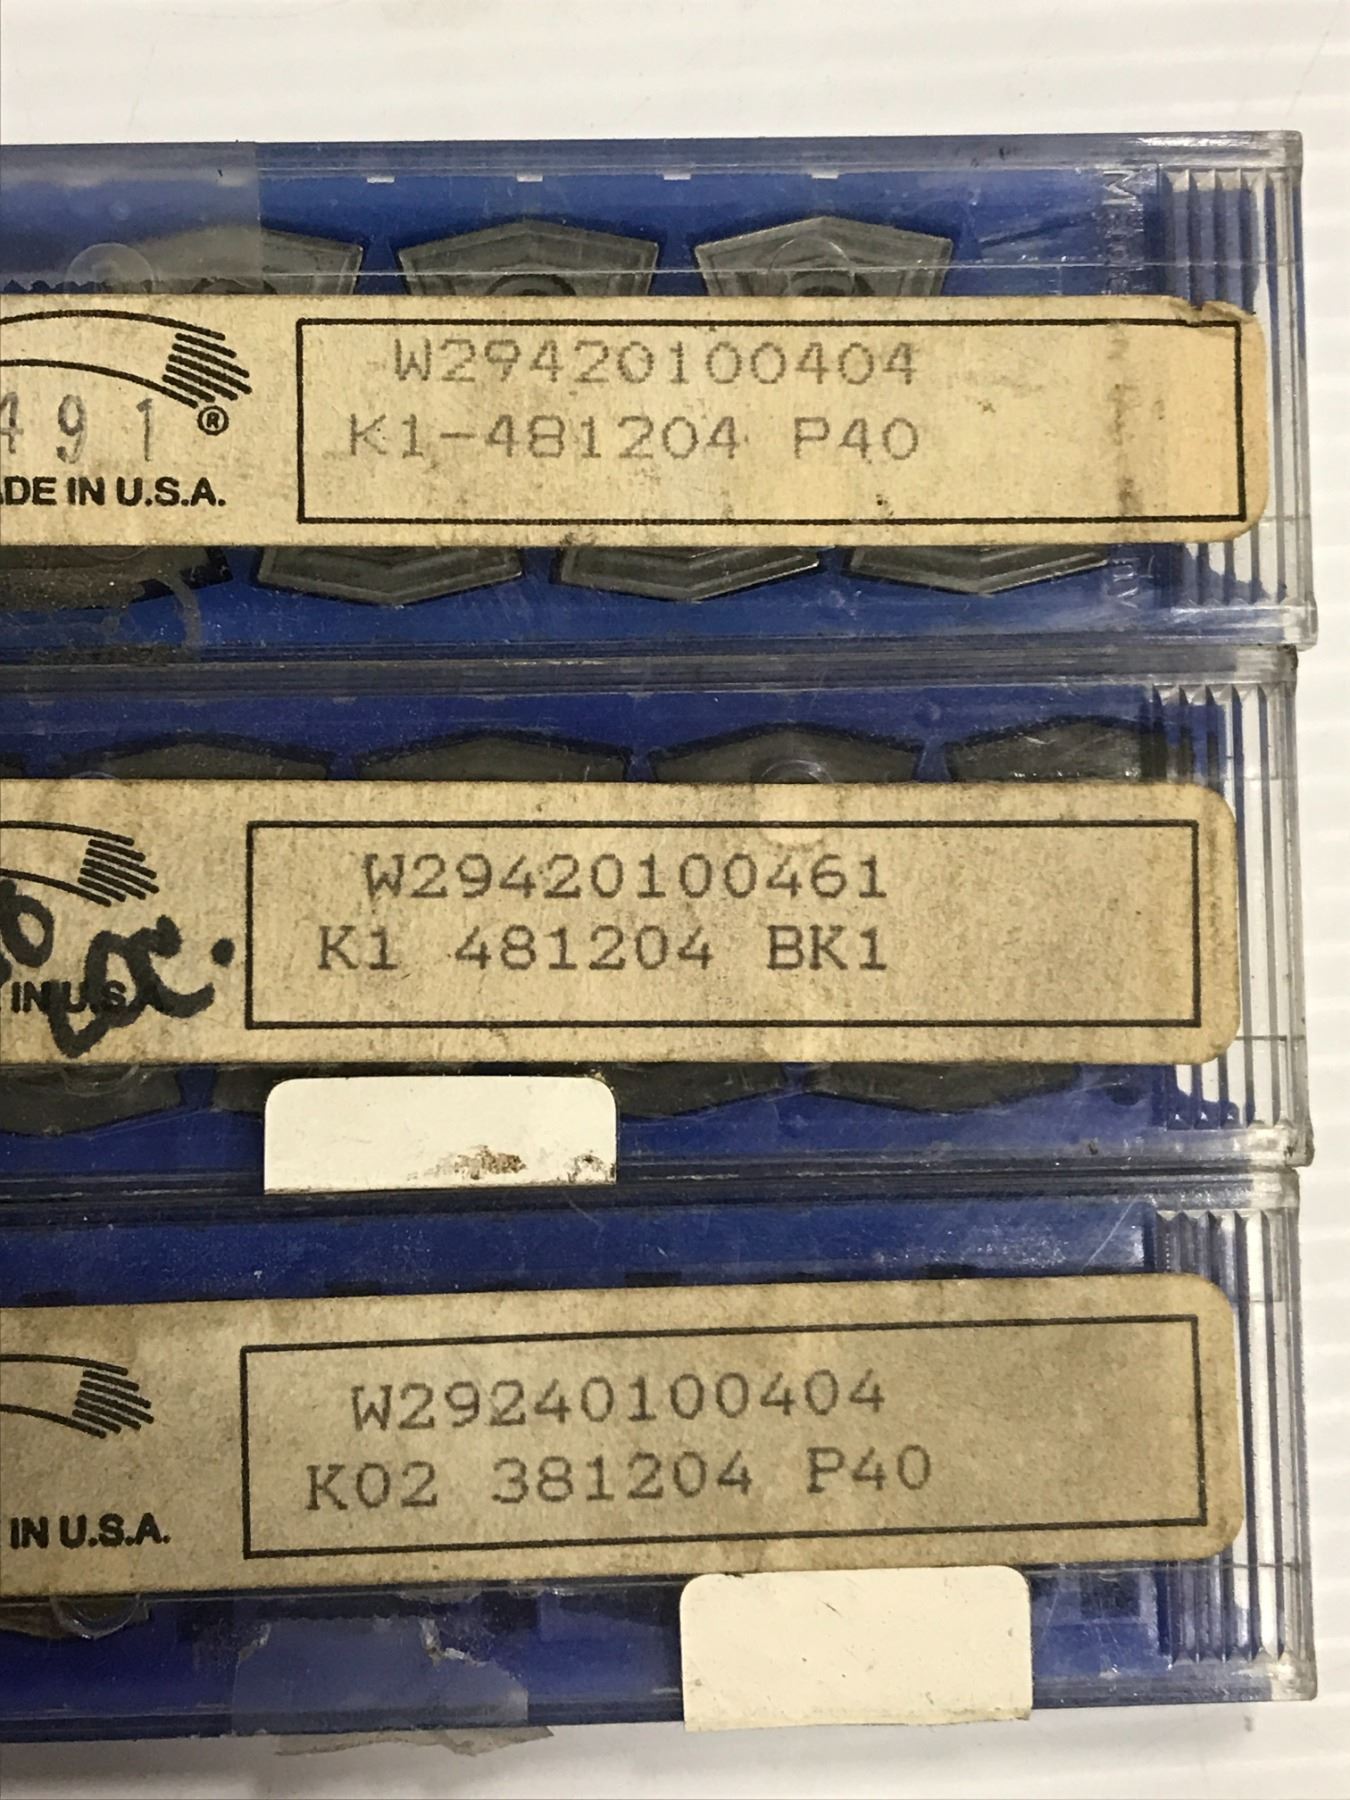 W29420100404
K1-481204 P40
491 ®
ADE IN U.S.A.
W29420100461
K1 481204 BK1
IN U.S.A.
W29240100404
K02 381204 P40
IN U.S.A.